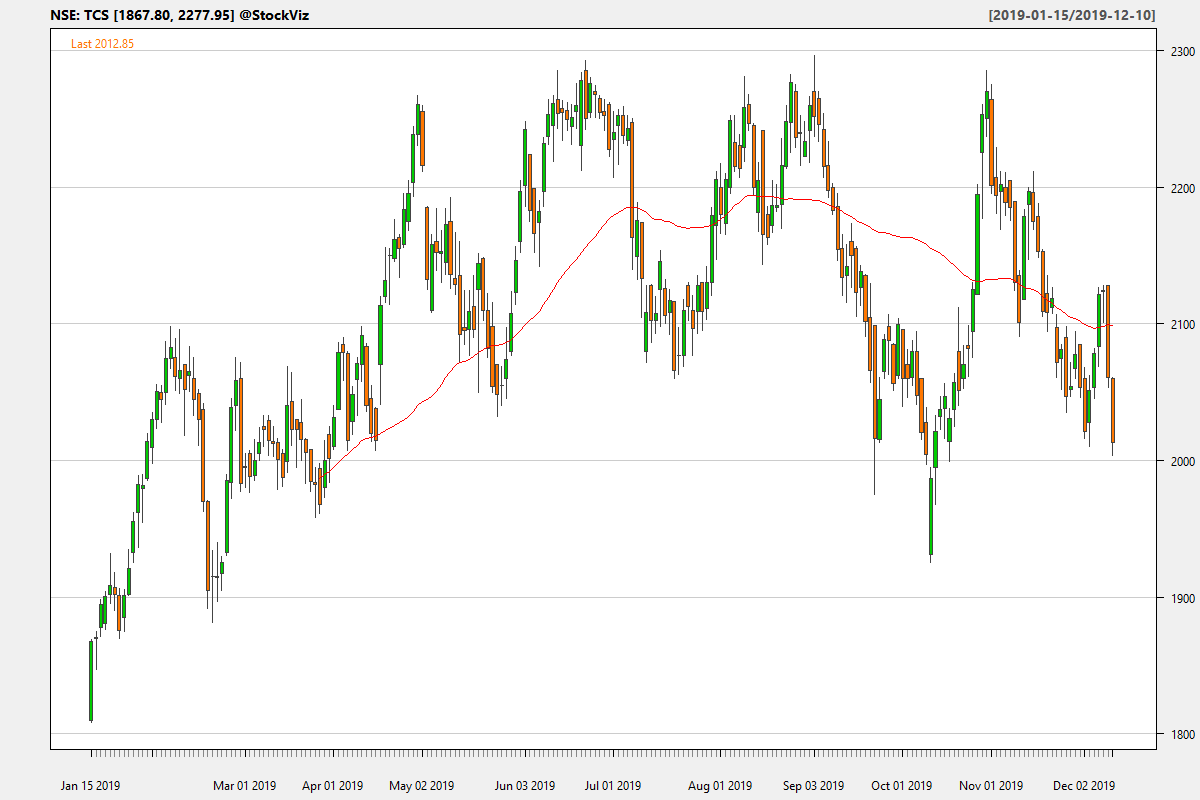 NSE: TCS [1867.80, 2277.95] @StockViz [2019-01-15/2019-12-10]
Last 2012.85
2300
2200
2100
2000
1900
1800
Jan 15 2019 Mar 01 2019 Apr 01 2019 May 02 2019 Jun 03 2019 Jul 01 2019 Aug 01 2019 Sep 03 2019 Oct 01 2019 Nov 01 2019 Dec 02 2019